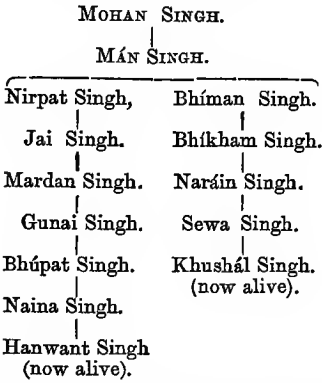 MOHAN SINGH.
MÁN SINGH.
Nirpat Singh, Bhíman Singh.
Jai Singh. Bhíkham Singh.
Mardan Singh. Naráin Singh.
Gunai Singh. Sewa Singh.
Bhúpat Singh. Khushál Singh.
(now alive).
Naina Singh.
Hanwant Singh
(now alive).